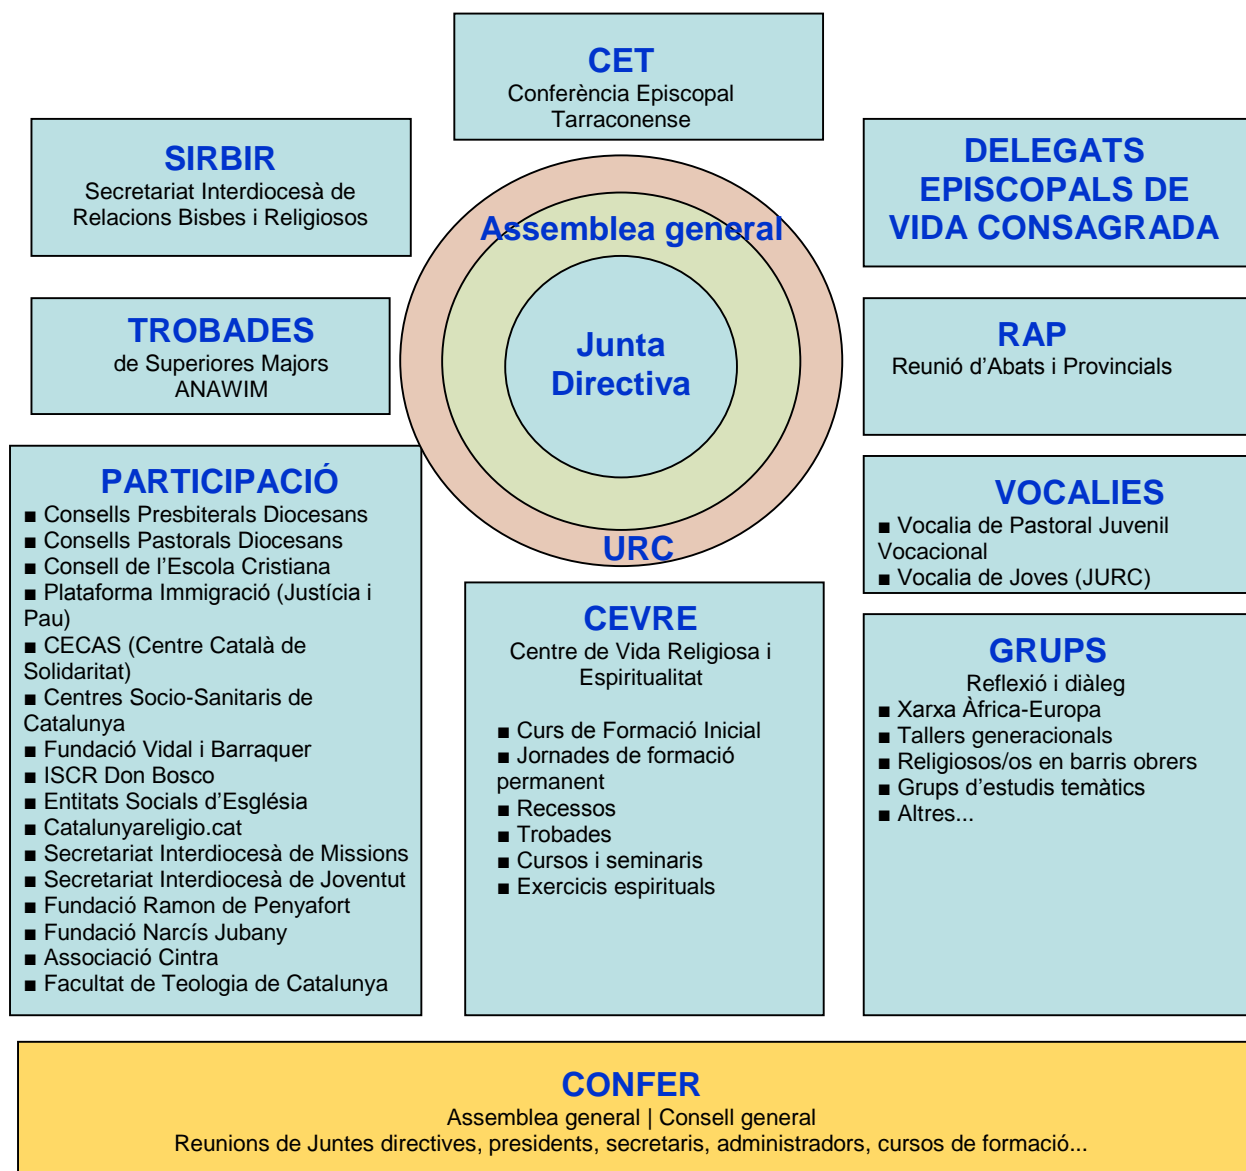 CET
Conferència Episcopal
Tarraconense
SIRBIR
Secretariat Interdiocesà de
Relacions Bisbes i Religiosos
DELEGATS
EPISCOPALS DE
VIDA CONSAGRADA
Assemblea general
Junta
Directiva
URC
TROBADES
de Superiores Majors
ANAWIM
RAP
Reunió d’Abats i Provincials
PARTICIPACIÓ
■ Consells Presbiterals Diocesans
■ Consells Pastorals Diocesans
■ Consell de l’Escola Cristiana
■ Plataforma Immigració (Justícia i
Pau)
■ CECAS (Centre Català de
Solidaritat)
■ Centres Socio-Sanitaris de
Catalunya
■ Fundació Vidal i Barraquer
■ ISCR Don Bosco
■ Entitats Socials d’Església
■ Catalunyareligio.cat
■ Secretariat Interdiocesà de Missions
■ Secretariat Interdiocesà de Joventut
■ Fundació Ramon de Penyafort
■ Fundació Narcís Jubany
■ Associació Cintra
■ Facultat de Teologia de Catalunya
CEVRE
Centre de Vida Religiosa i
Espiritualitat
■ Curs de Formació Inicial
■ Jornades de formació
permanent
■ Recessos
■ Trobades
■ Cursos i seminaris
■ Exercicis espirituals
VOCALIES
■ Vocalia de Pastoral Juvenil
Vocacional
■ Vocalia de Joves (JURC)
GRUPS
Reflexió i diàleg
■ Xarxa Àfrica-Europa
■ Tallers generacionals
■ Religiosos/os en barris obrers
■ Grups d’estudis temàtics
■ Altres...
CONFER
Assemblea general | Consell general
Reunions de Juntes directives, presidents, secretaris, administradors, cursos de formació...